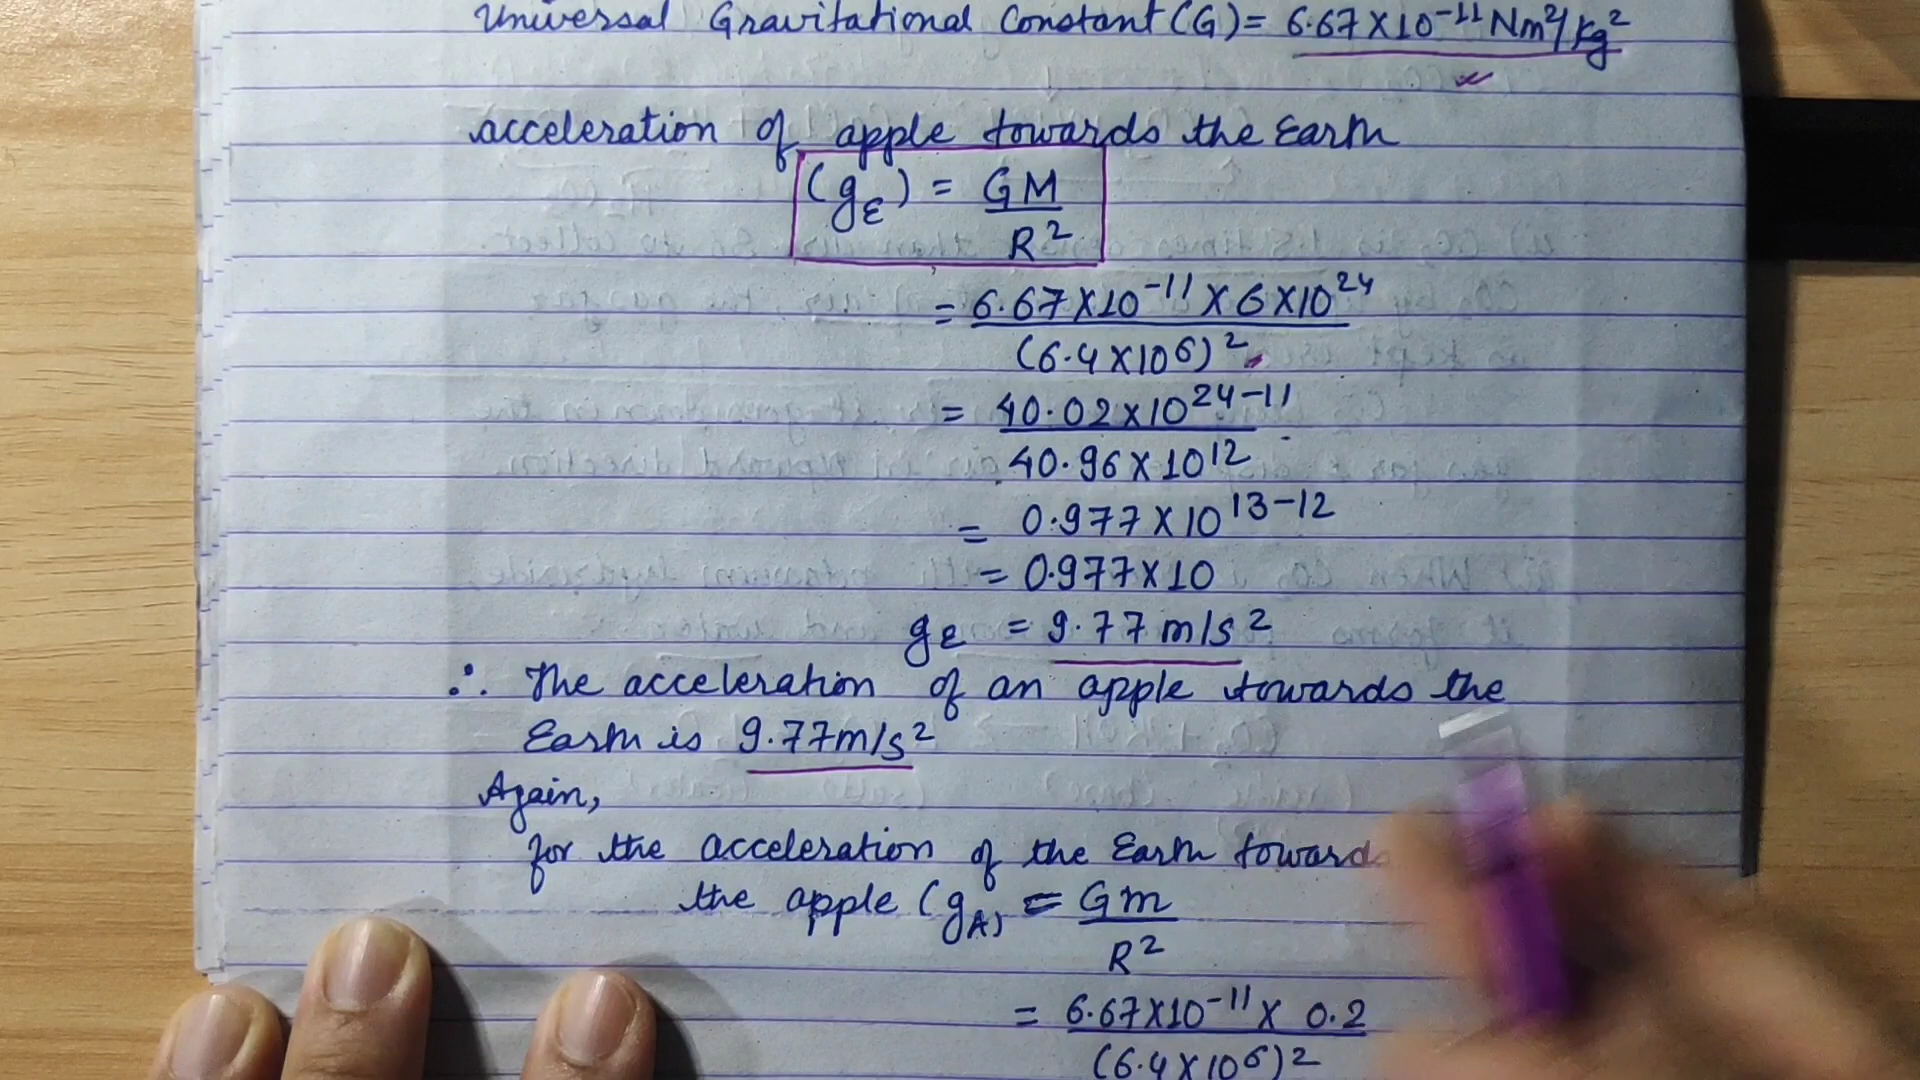 Universal Gravitational Constant (G) = 6.67 X 10⁻¹¹ Nm²/kg²
acceleration of apple towards the Earth
(gE) = GM
R²
= 6.67 X 10⁻¹¹ X 6 X 10²⁴
(6.4 X 10⁶)²
= 40.02 x 10²⁴⁻¹¹
40.96 X 10¹²
= 0.977 X 10¹³⁻¹²
= 0.977 X 10
gE = 9.77 m/s²
∴ The acceleration of an apple towards the
Earth is 9.77m/s²
Again,
for the acceleration of the Earth towards
the apple (gA) = Gm
R²
= 6.67 X 10⁻¹¹ X 0.2
(6.4 X 10⁶)²